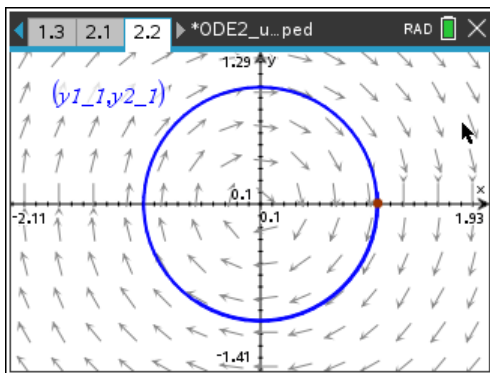 1.3 2.1 2.2 *ODE2_u...ped RAD
1.29 y
(y1_1,y2_1)
0.1
x
-2.11 0.1 1.93
-1.41